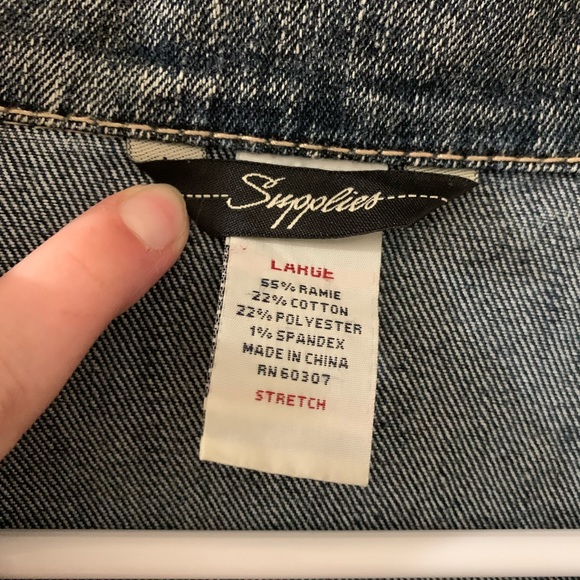 Supplies
LARGE
55% RAMIE
22% COTTON
22% POLYESTER
1% SPANDEX
MADE IN CHINA
RN 60307
STRETCH